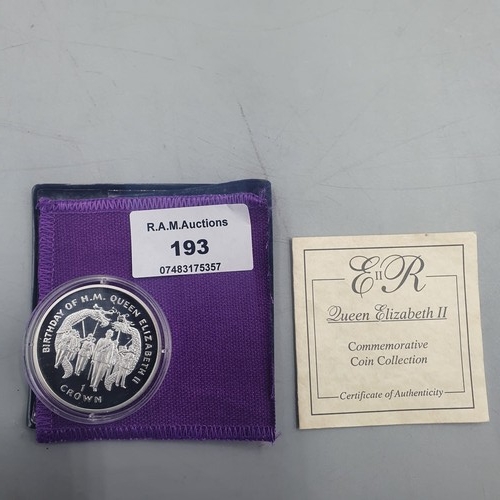 R.A.M.Auctions
193
07483175357
BIRTHDAY OF H.M. QUEEN ELIZABETH II
1
CROWN
EIIR
Queen Elizabeth II
Commemorative
Coin Collection
Certificate of Authenticity